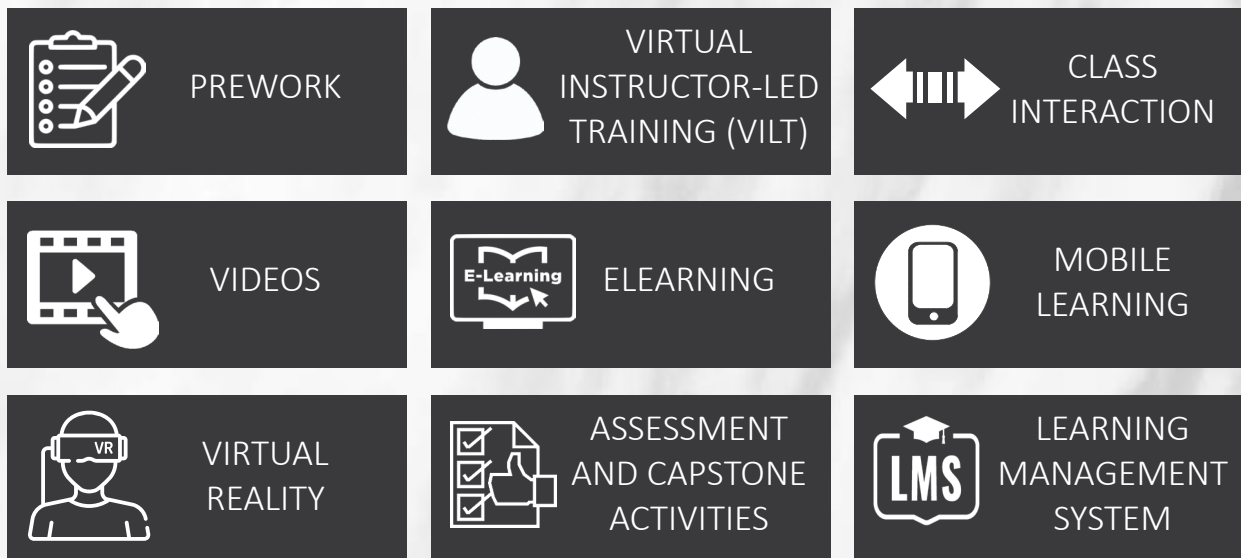 PREWORK
VIRTUAL
INSTRUCTOR-LED
TRAINING (VILT)
CLASS
INTERACTION
VIDEOS
E-Learning
ELEARNING
MOBILE
LEARNING
VR
VIRTUAL
REALITY
ASSESSMENT
AND CAPSTONE
ACTIVITIES
LMS
LEARNING
MANAGEMENT
SYSTEM